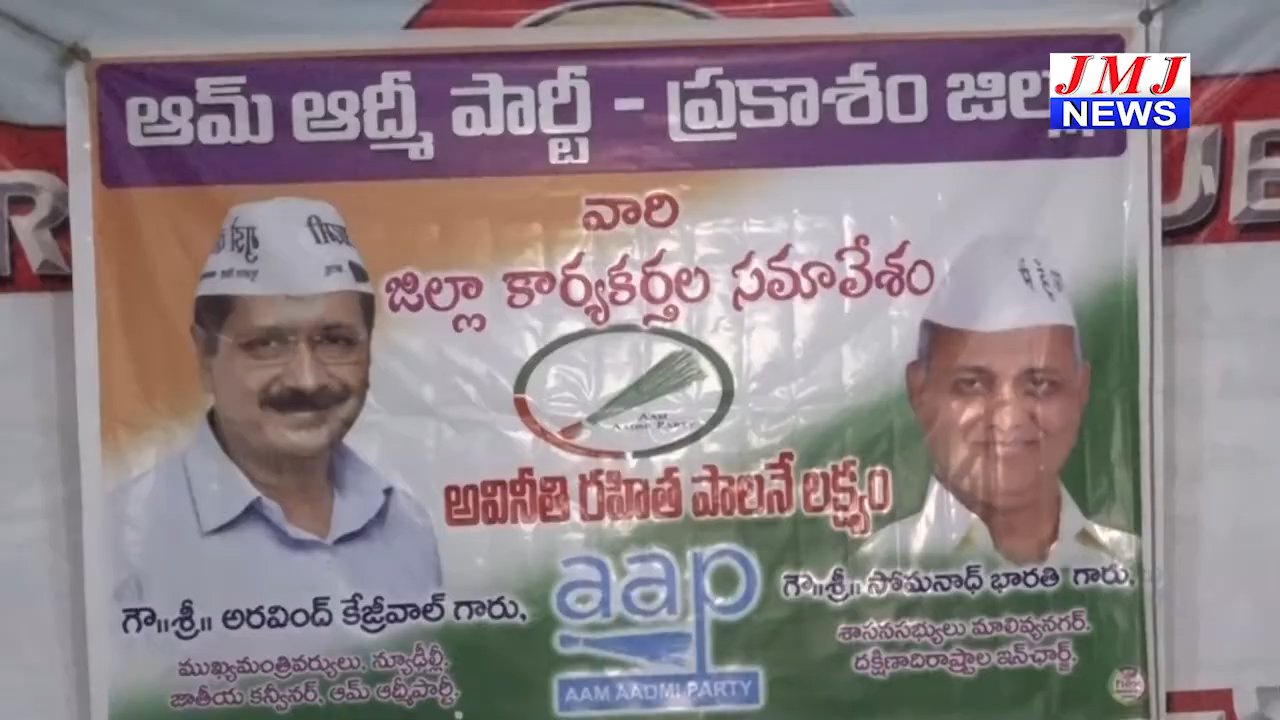 ఆమ్ ఆద్మీ పార్టీ - ప్రకాశం
JMJ
NEWS
వారి
జిల్లా కార్యకర్తల సమావేశం
AAM
AADMI PARTY
అవినీతి రహిత పాలనే లక్ష్యం
aap
AAM AADMI PARTY
గౌ॥శ్రీ॥ అరవింద్ కేజ్రీవాల్ గారు,
ముఖ్యమంత్రివర్యులు, న్యూఢిల్లీ.
జాతీయ కన్వీనర్, ఆమ్ ఆద్మీపార్టీ.
గౌ॥శ్రీ॥ సోమనాధ్ భారతి గారు.
శాసనసభ్యులు మాలివ్యనగర్.
దక్షిణాదిరాష్ట్రాల ఇన్‌ఛార్జ్.